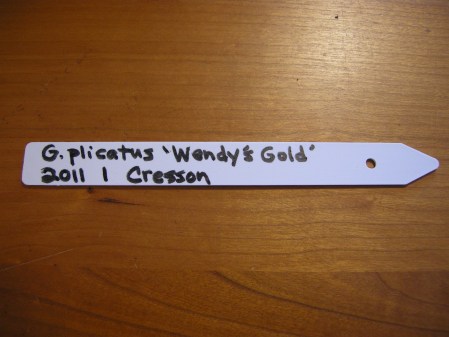 G. plicatus 'Wendy's Gold'
2011 1 Cresson